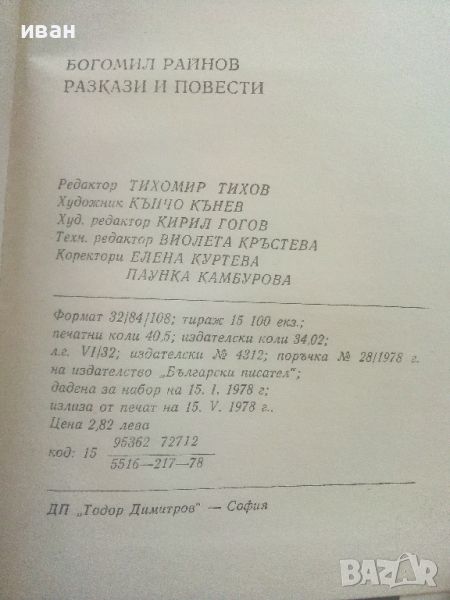 иван
БОГОМИЛ РАЙНОВ
РАЗКАЗИ И ПОВЕСТИ
Редактор ТИХОМИР ТИХОВ
Художник КЪНЧО КЪНЕВ
Худ. редактор КИРИЛ ГОГОВ
Техн. редактор ВИОЛЕТА КРЪСТЕВА
Коректори ЕЛЕНА КУРТЕВА
ПАУНКА КАМБУРОВА
Формат 32/84/108; тираж 15 100 екз.;
печатни коли 40,5; издателски коли 34,02;
л.г. VI/32; издателски № 4312; поръчка № 28/1978 г.
на издателство „Български писател";
дадена за набор на 15. I. 1978 г;
излиза от печат на 15. V. 1978 г..
Цена 2,82 лева
код: 15 95362 72712
5516—217—78
ДП „Тодор Димитров" — София
BAZAR